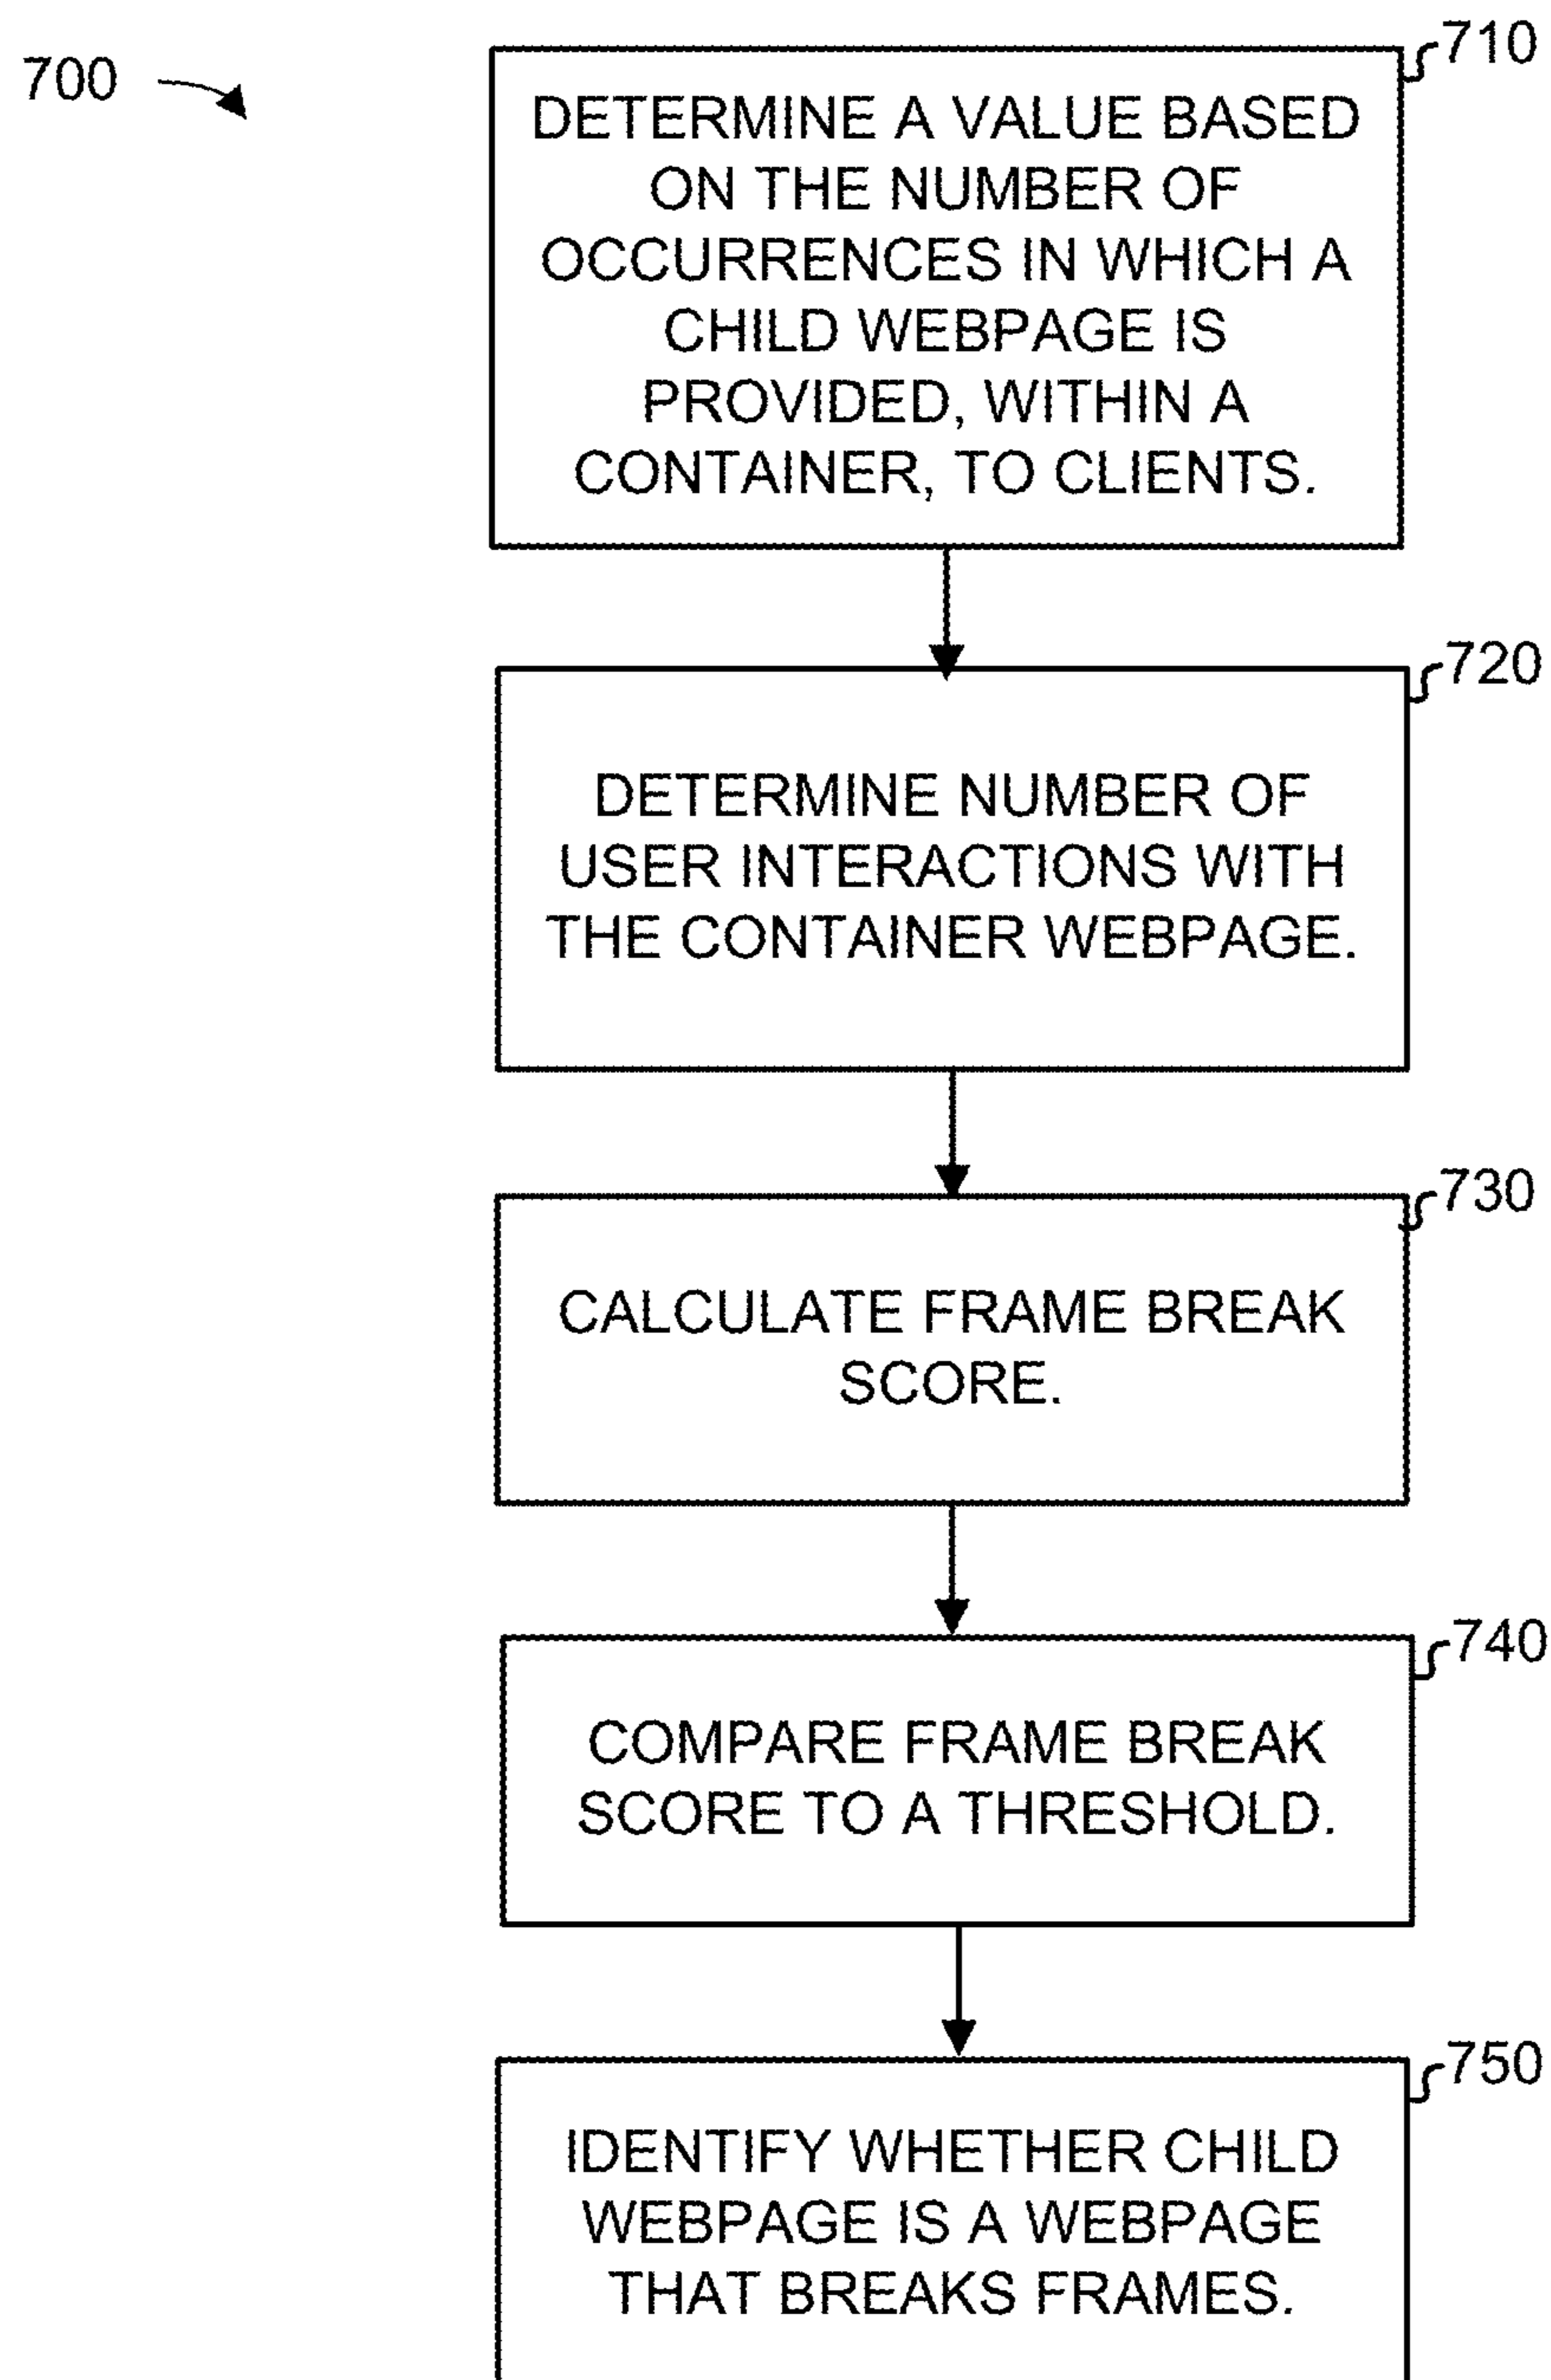 700
710
DETERMINE A VALUE BASED
ON THE NUMBER OF
OCCURRENCES IN WHICH A
CHILD WEBPAGE IS
PROVIDED, WITHIN A
CONTAINER, TO CLIENTS.
720
DETERMINE NUMBER OF
USER INTERACTIONS WITH
THE CONTAINER WEBPAGE.
730
CALCULATE FRAME BREAK
SCORE.
740
COMPARE FRAME BREAK
SCORE TO A THRESHOLD.
750
IDENTIFY WHETHER CHILD
WEBPAGE IS A WEBPAGE
THAT BREAKS FRAMES.